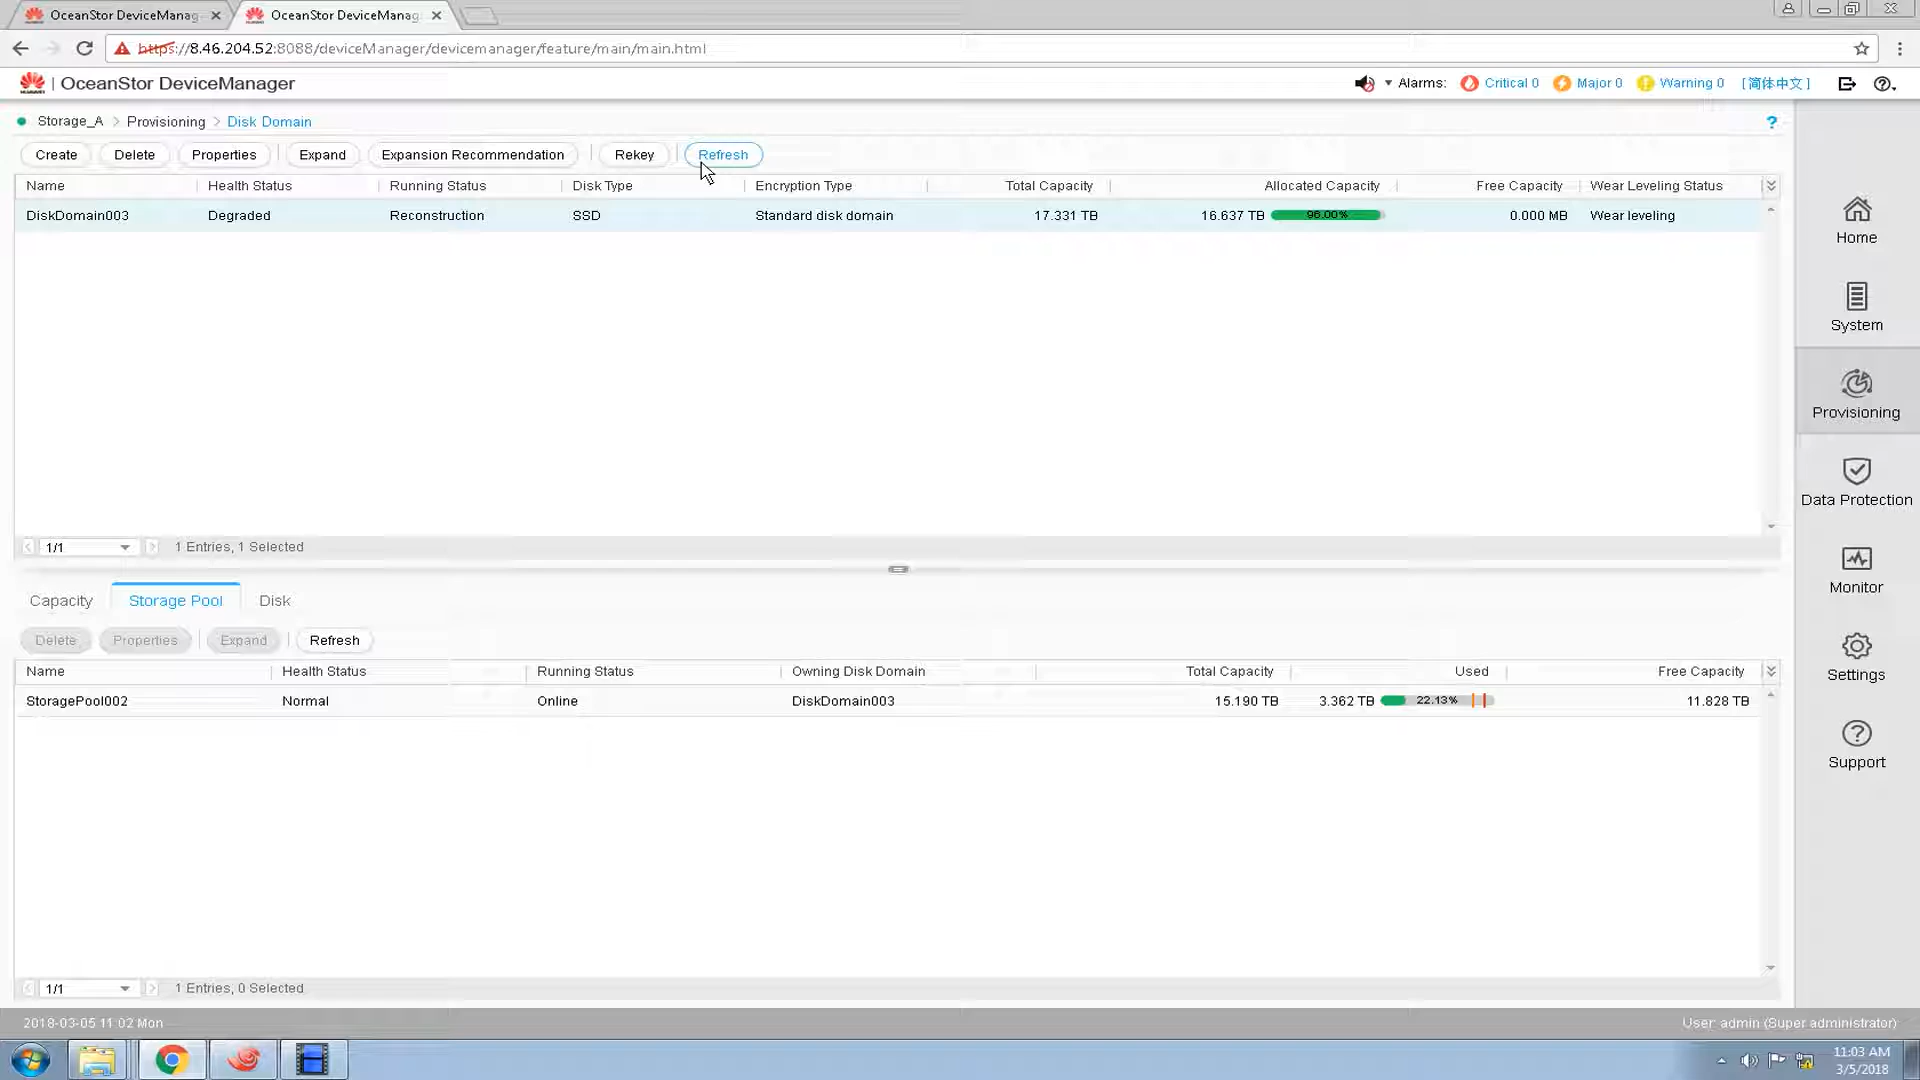 OceanStor DeviceManag
OceanStor DeviceManag
https://8.46.204.52:8088/deviceManager/devicemanager/feature/main/main.html
HUAWEI | OceanStor DeviceManager
Alarms: Critical 0 Major 0 Warning 0 [简体中文]
Storage_A > Provisioning > Disk Domain
Create Delete Properties Expand Expansion Recommendation Rekey Refresh
Name Health Status Running Status Disk Type Encryption Type Total Capacity Allocated Capacity Free Capacity Wear Leveling Status
DiskDomain003 Degraded Reconstruction SSD Standard disk domain 17.331 TB 16.637 TB 96.00% 0.000 MB Wear leveling
1/1 1 Entries, 1 Selected
Capacity Storage Pool Disk
Delete Properties Expand Refresh
Name Health Status Running Status Owning Disk Domain Total Capacity Used Free Capacity
StoragePool002 Normal Online DiskDomain003 15.190 TB 3.362 TB 22.13% 11.828 TB
1/1 1 Entries, 0 Selected
Home
System
Provisioning
Data Protection
Monitor
Settings
Support
2018-03-05 11:02 Mon
User: admin (Super administrator)
11:03 AM
3/5/2018